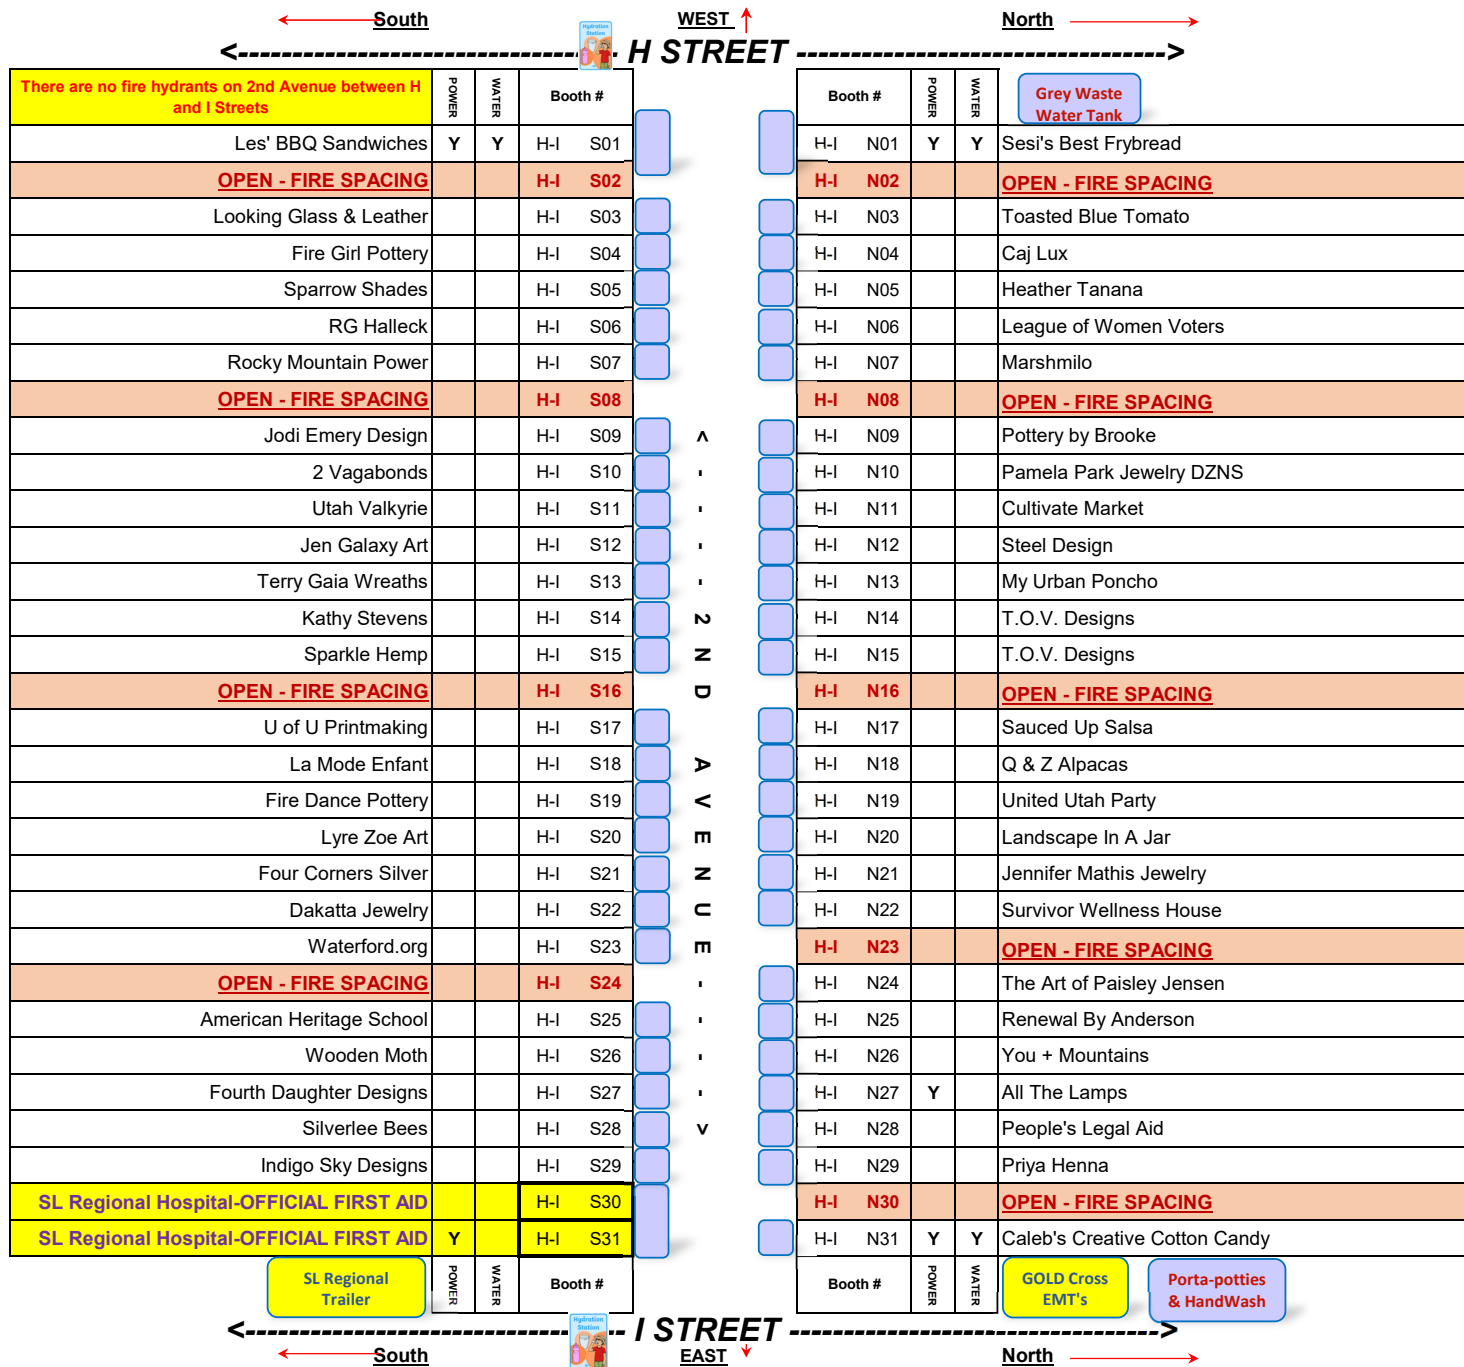 South WEST North
Hydration Station
<---------------------------------- H STREET ---------------------------------->
There are no fire hydrants on 2nd Avenue between H and I Streets POWER WATER Booth # Booth # POWER WATER Grey Waste Water Tank
Les' BBQ Sandwiches Y Y H-I S01 H-I N01 Y Y Sesi's Best Frybread
OPEN - FIRE SPACING H-I S02 H-I N02 OPEN - FIRE SPACING
Looking Glass & Leather H-I S03 H-I N03 Toasted Blue Tomato
Fire Girl Pottery H-I S04 H-I N04 Caj Lux
Sparrow Shades H-I S05 H-I N05 Heather Tanana
RG Halleck H-I S06 H-I N06 League of Women Voters
Rocky Mountain Power H-I S07 H-I N07 Marshmilo
OPEN - FIRE SPACING H-I S08 H-I N08 OPEN - FIRE SPACING
Jodi Emery Design H-I S09 H-I N09 Pottery by Brooke
2 Vagabonds H-I S10 H-I N10 Pamela Park Jewelry DZNS
Utah Valkyrie H-I S11 H-I N11 Cultivate Market
Jen Galaxy Art H-I S12 H-I N12 Steel Design
Terry Gaia Wreaths H-I S13 H-I N13 My Urban Poncho
Kathy Stevens H-I S14 H-I N14 T.O.V. Designs
Sparkle Hemp H-I S15 H-I N15 T.O.V. Designs
OPEN - FIRE SPACING H-I S16 H-I N16 OPEN - FIRE SPACING
U of U Printmaking H-I S17 H-I N17 Sauced Up Salsa
La Mode Enfant H-I S18 H-I N18 Q & Z Alpacas
Fire Dance Pottery H-I S19 H-I N19 United Utah Party
Lyre Zoe Art H-I S20 H-I N20 Landscape In A Jar
Four Corners Silver H-I S21 H-I N21 Jennifer Mathis Jewelry
Dakatta Jewelry H-I S22 H-I N22 Survivor Wellness House
Waterford.org H-I S23 H-I N23 OPEN - FIRE SPACING
OPEN - FIRE SPACING H-I S24 H-I N24 The Art of Paisley Jensen
American Heritage School H-I S25 H-I N25 Renewal By Anderson
Wooden Moth H-I S26 H-I N26 You + Mountains
Fourth Daughter Designs H-I S27 H-I N27 Y All The Lamps
Silverlee Bees H-I S28 H-I N28 People's Legal Aid
Indigo Sky Designs H-I S29 H-I N29 Priya Henna
SL Regional Hospital-OFFICIAL FIRST AID H-I S30 H-I N30 OPEN - FIRE SPACING
SL Regional Hospital-OFFICIAL FIRST AID Y H-I S31 H-I N31 Y Y Caleb's Creative Cotton Candy
<----2ND AVENUE---->
SL Regional Trailer POWER WATER Booth # Booth # POWER WATER GOLD Cross EMT's Porta-potties & HandWash
Hydration Station
<---------------------------------- I STREET ---------------------------------->
South EAST North